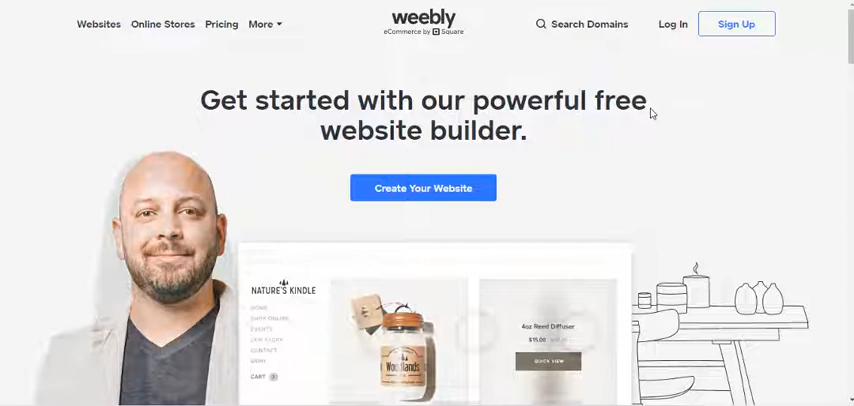 Websites Online Stores Pricing More
weebly
eCommerce by Square
Search Domains
Log In
Sign Up
Get started with our powerful free
website builder.
Create Your Website
NATURE'S KINDLE
HOME
SHOP ONLINE
EVENTS
CONTACT
CART
Woodlands
4oz Reed Diffuser
$15.00
QUICK VIEW